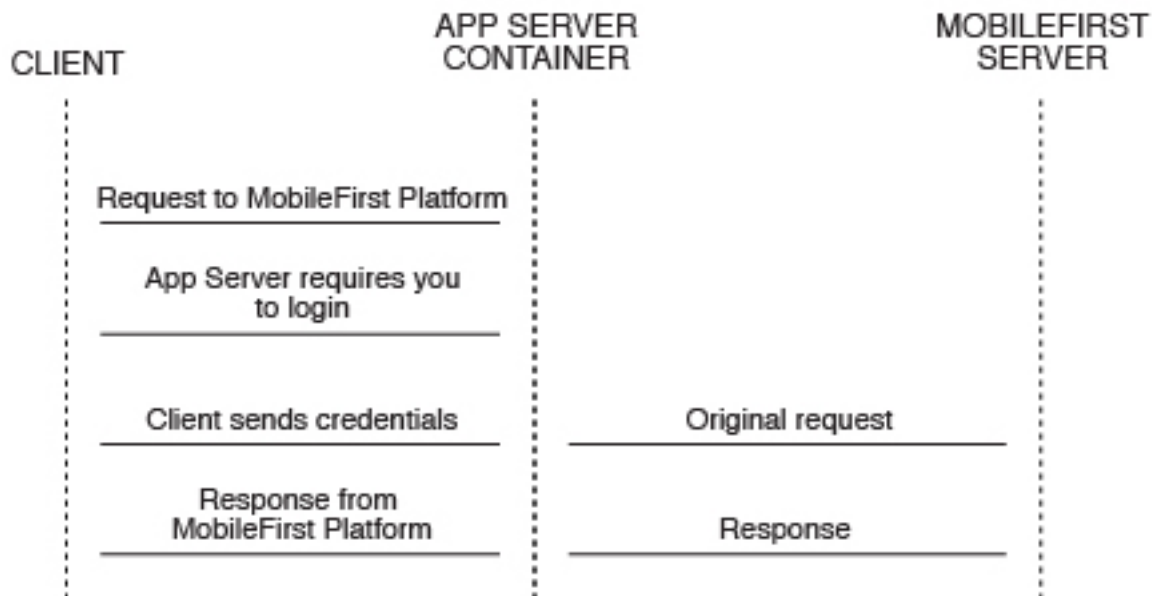 CLIENT
APP SERVER
CONTAINER
MOBILEFIRST
SERVER
Request to MobileFirst Platform
App Server requires you
to login
Client sends credentials
Original request
Response from
MobileFirst Platform
Response